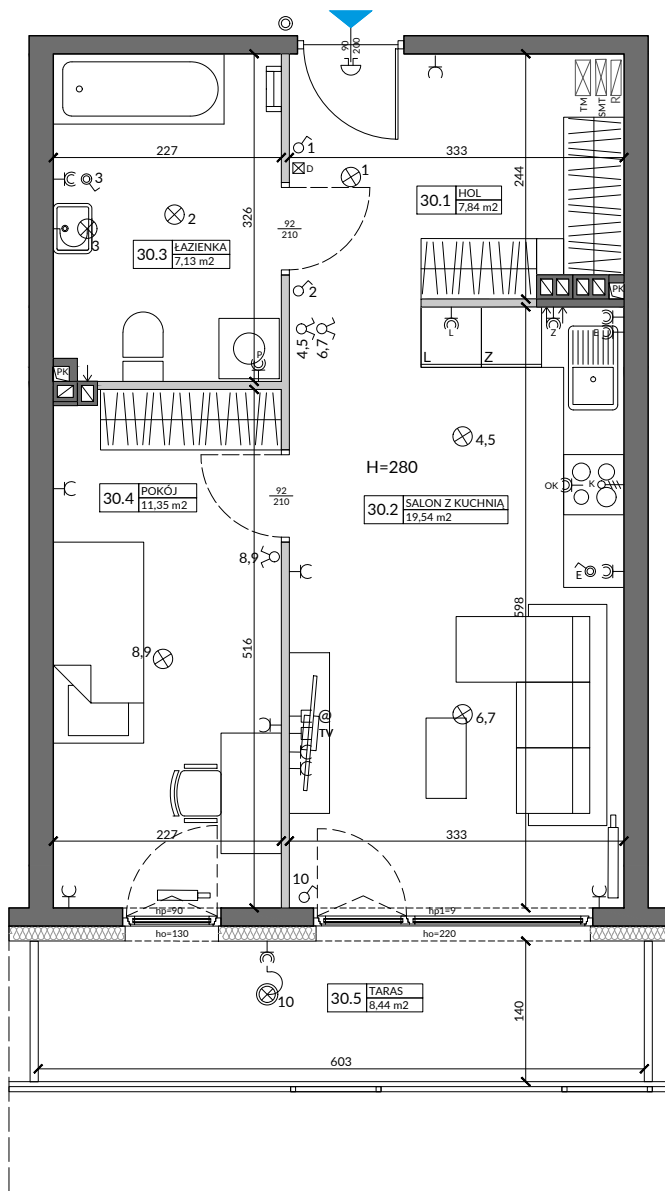 90
200
TM
SMT
R
1
D
1
227
333
3
3
2
326
244
30.1
HOL
7,84 m2
92
210
30.3
ŁAZIENKA
7,13 m2
2
PK
4,5
6,7
L
Z
E
L
Z
P
PK
4,5
H=280
30.4
POKÓJ
11,35 m2
92
210
OK
K
30.2
SALON Z KUCHNIĄ
19,54 m2
8,9
E
598
516
8,9
@
TV
6,7
227
333
10
hp=90
hp1=9
ho=130
ho=220
10
30.5
TARAS
8,44 m2
140
603